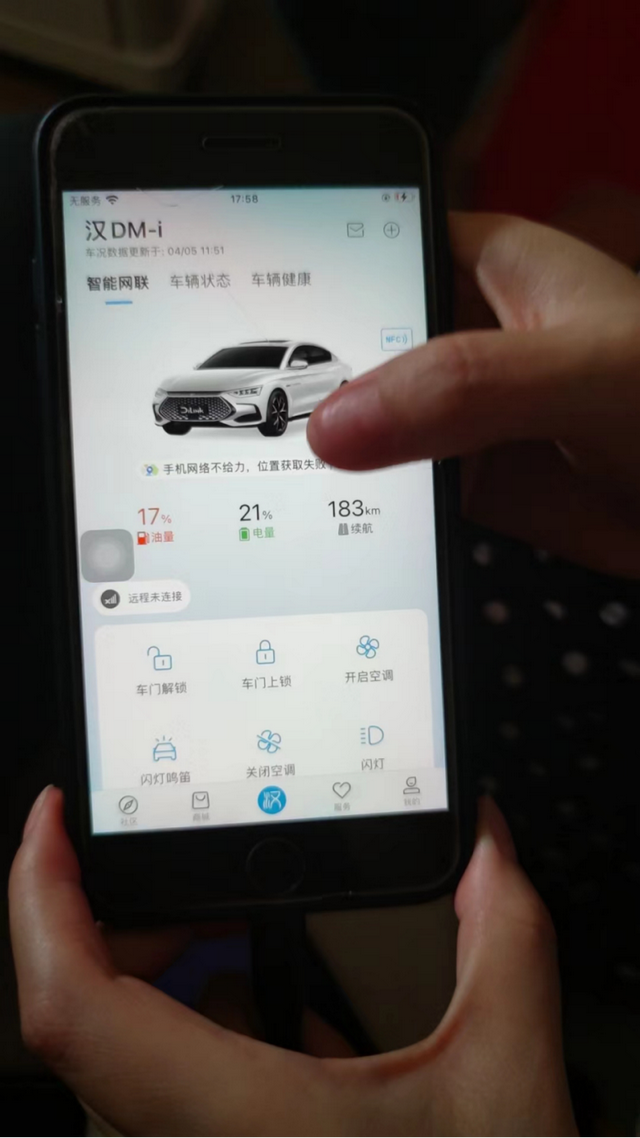 无服务 17:58
汉DM-i
车况数据更新于: 04/05 11:51
智能网联 车辆状态 车辆健康
NFC
DiLink
手机网络不给力，位置获取失败
17% 21% 183km
油量 电量 续航
远程未连接
车门解锁 车门上锁 开启空调
闪灯鸣笛 关闭空调 闪灯
社区 商城 汉 服务 我的